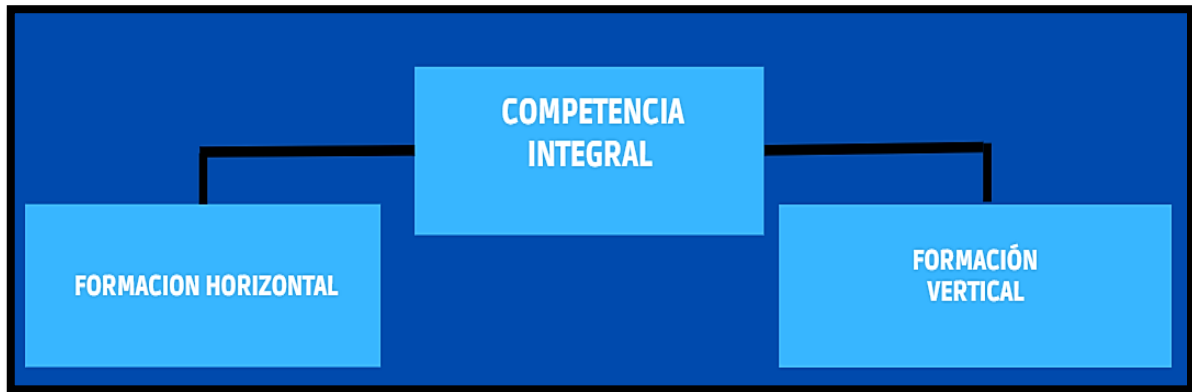 COMPETENCIA
INTEGRAL
FORMACION HORIZONTAL
FORMACIÓN
VERTICAL